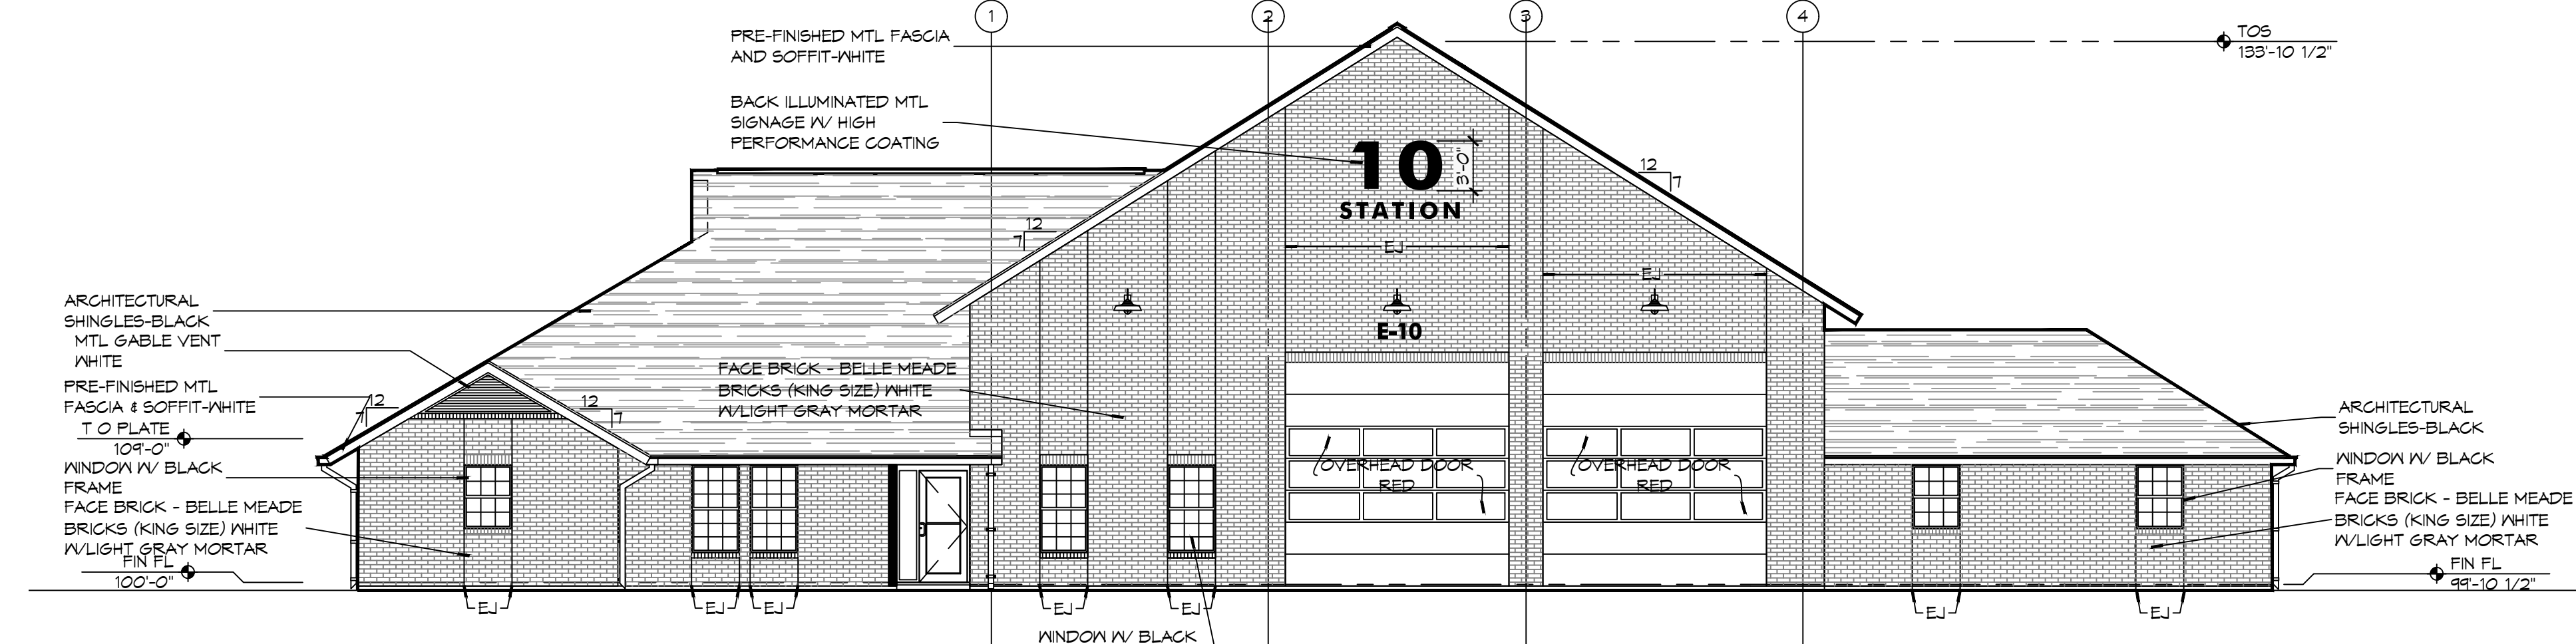 1
2
3
4
PRE-FINISHED MTL FASCIA
AND SOFFIT-WHITE
TOS
133'-10 1/2"
BACK ILLUMINATED MTL
SIGNAGE W/ HIGH
PERFORMANCE COATING
10
3'-0"
STATION
12
7
12
7
EJ
EJ
E-10
ARCHITECTURAL
SHINGLES-BLACK
MTL GABLE VENT
WHITE
PRE-FINISHED MTL
FASCIA & SOFFIT-WHITE
12
7
12
7
T O PLATE
109'-0"
WINDOW W/ BLACK
FRAME
FACE BRICK - BELLE MEADE
BRICKS (KING SIZE) WHITE
W/LIGHT GRAY MORTAR
FIN FL
100'-0"
FACE BRICK - BELLE MEADE
BRICKS (KING SIZE) WHITE
W/LIGHT GRAY MORTAR
OVERHEAD DOOR
RED
OVERHEAD DOOR
RED
ARCHITECTURAL
SHINGLES-BLACK
WINDOW W/ BLACK
FRAME
FACE BRICK - BELLE MEADE
BRICKS (KING SIZE) WHITE
W/LIGHT GRAY MORTAR
FIN FL
99'-10 1/2"
EJ
EJ
EJ
EJ
EJ
EJ
EJ
WINDOW W/ BLACK